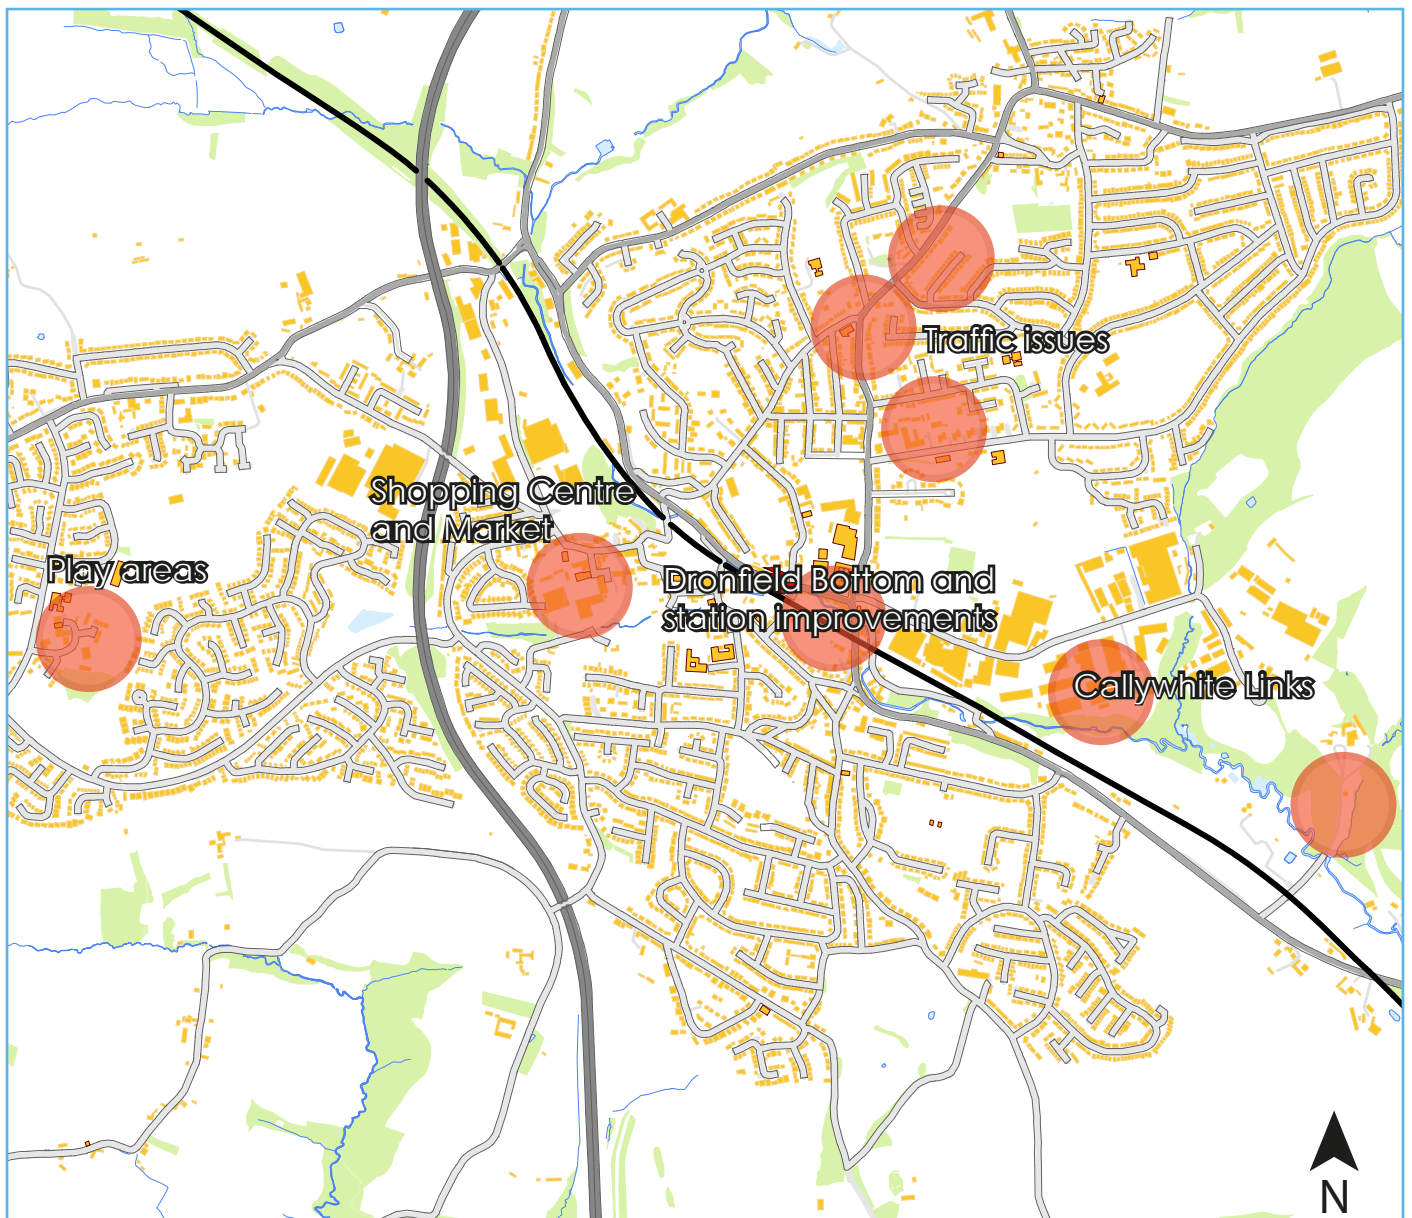 Traffic issues
Shopping Centre
and Market
Play areas
Dronfield Bottom and
station improvements
Callywhite Links
N